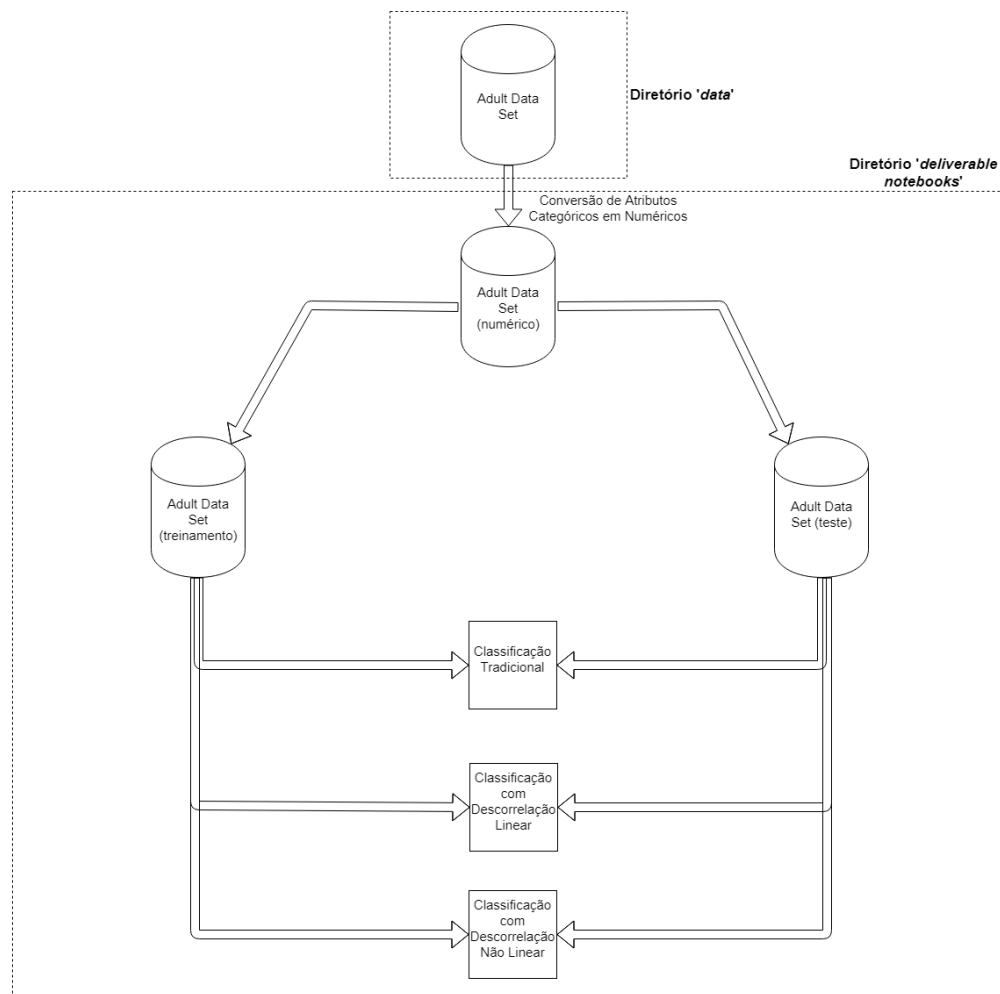 Adult Data
Set
Diretório 'data'
Diretório 'deliverable
notebooks'
Conversão de Atributos
Categóricos em Numéricos
Adult Data
Set
(numérico)
Adult Data
Set
(treinamento)
Adult Data
Set (teste)
Classificação
Tradicional
Classificação
com
Descorrelação
Linear
Classificação
com
Descorrelação
Não Linear